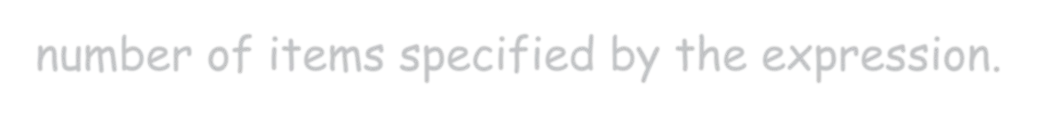 number of items specified by the expression.